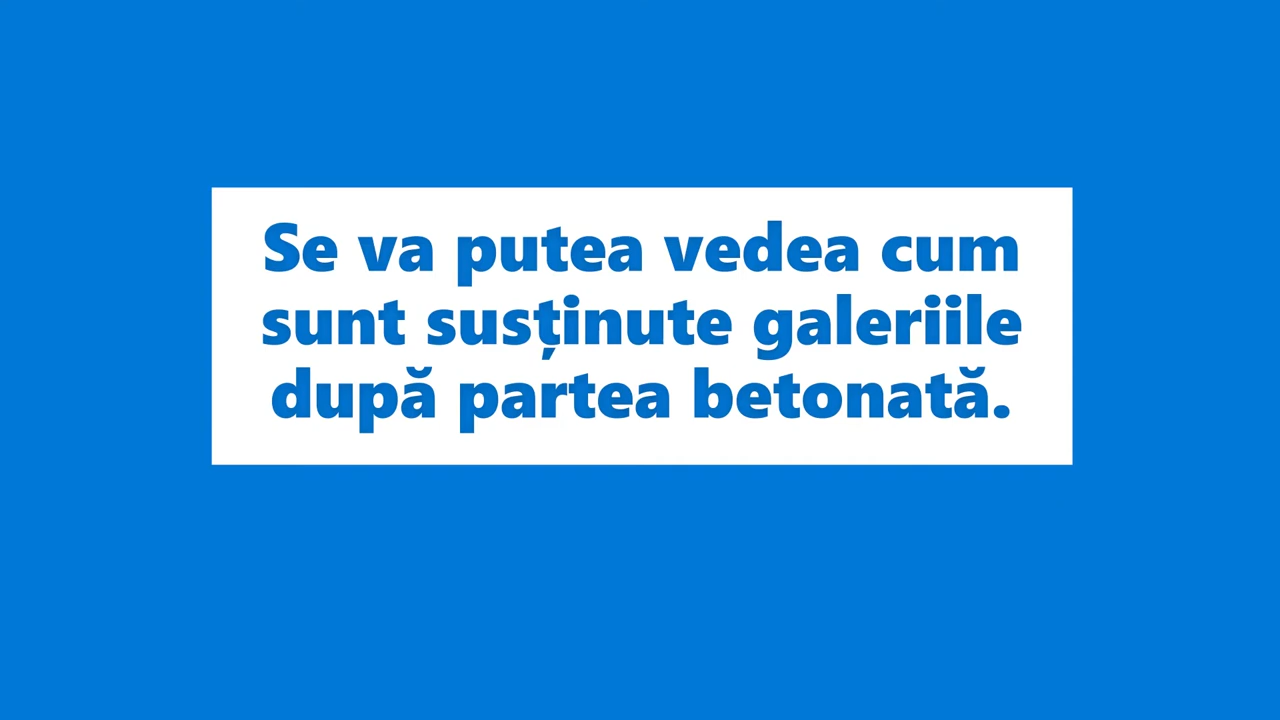 Se va putea vedea cum
sunt susținute galeriile
după partea betonată.